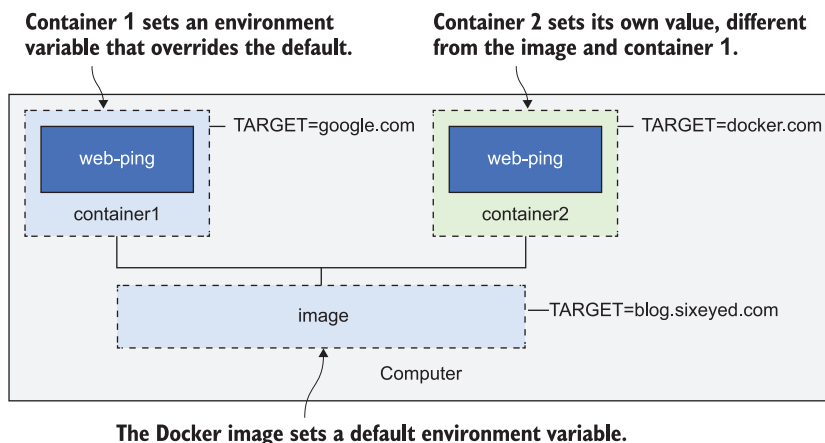 Container 1 sets an environment
variable that overrides the default.
Container 2 sets its own value, different
from the image and container 1.
TARGET=google.com
TARGET=docker.com
web-ping
web-ping
container1
container2
image
TARGET=blog.sixeyed.com
Computer
The Docker image sets a default environment variable.